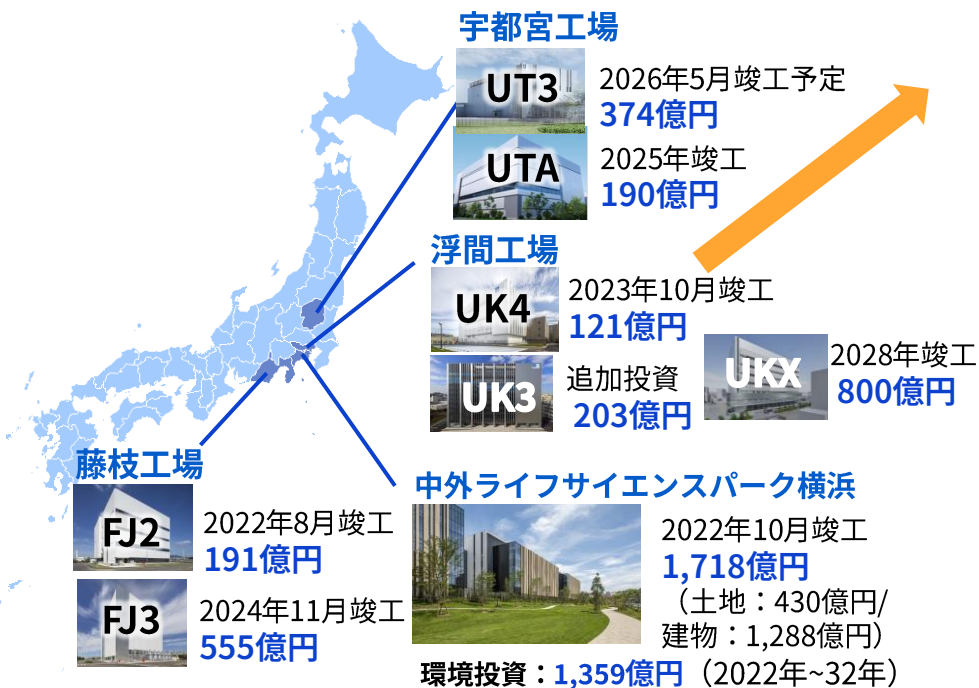 宇都宮工場
UT3
2026年5月竣工予定
374億円
UTA
2025年竣工
190億円
浮間工場
UK4
2023年10月竣工
121億円
UK3
追加投資
203億円
UKX
2028年竣工
800億円
藤枝工場
FJ2
2022年8月竣工
191億円
FJ3
2024年11月竣工
555億円
中外ライフサイエンスパーク横浜
2022年10月竣工
1,718億円
（土地：430億円/
建物：1,288億円）
環境投資：1,359億円（2022年~32年）